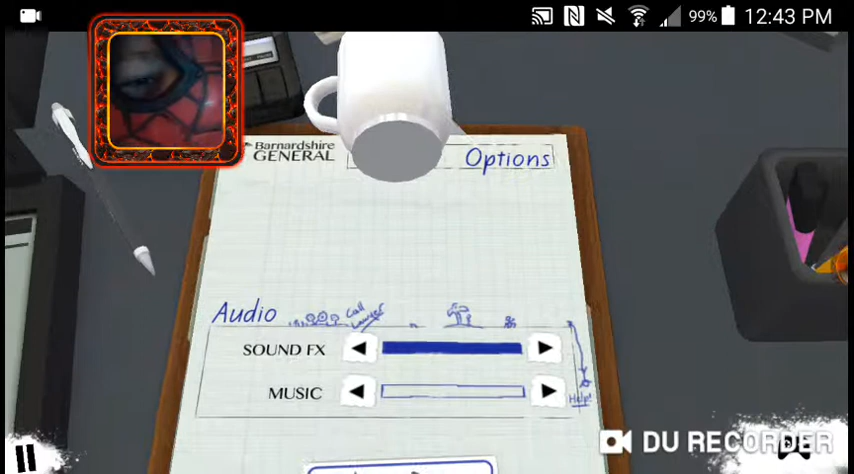 99% 12:43 PM
Barnardshire
GENERAL
Options
Audio
Call
Lawyer
SOUND FX
MUSIC
Help!
DU RECORDER